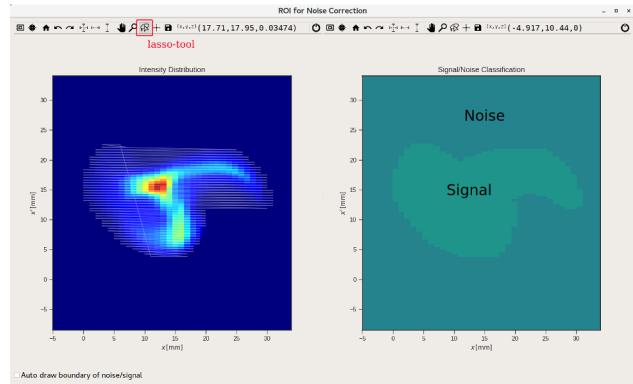 ROI for Noise Correction
(x,y,z) (17.71,17.95,0.03474)
(x,y,z) (-4.917,10.44,0)
lasso-tool
Intensity Distribution
Signal/Noise Classification
30
25
20
15
10
5
0
−5
x'[mm]
−5 0 5 10 15 20 25 30
x[mm]
30
25
20
15
10
5
0
−5
x'[mm]
Noise
Signal
−5 0 5 10 15 20 25 30
x[mm]
Auto draw boundary of noise/signal